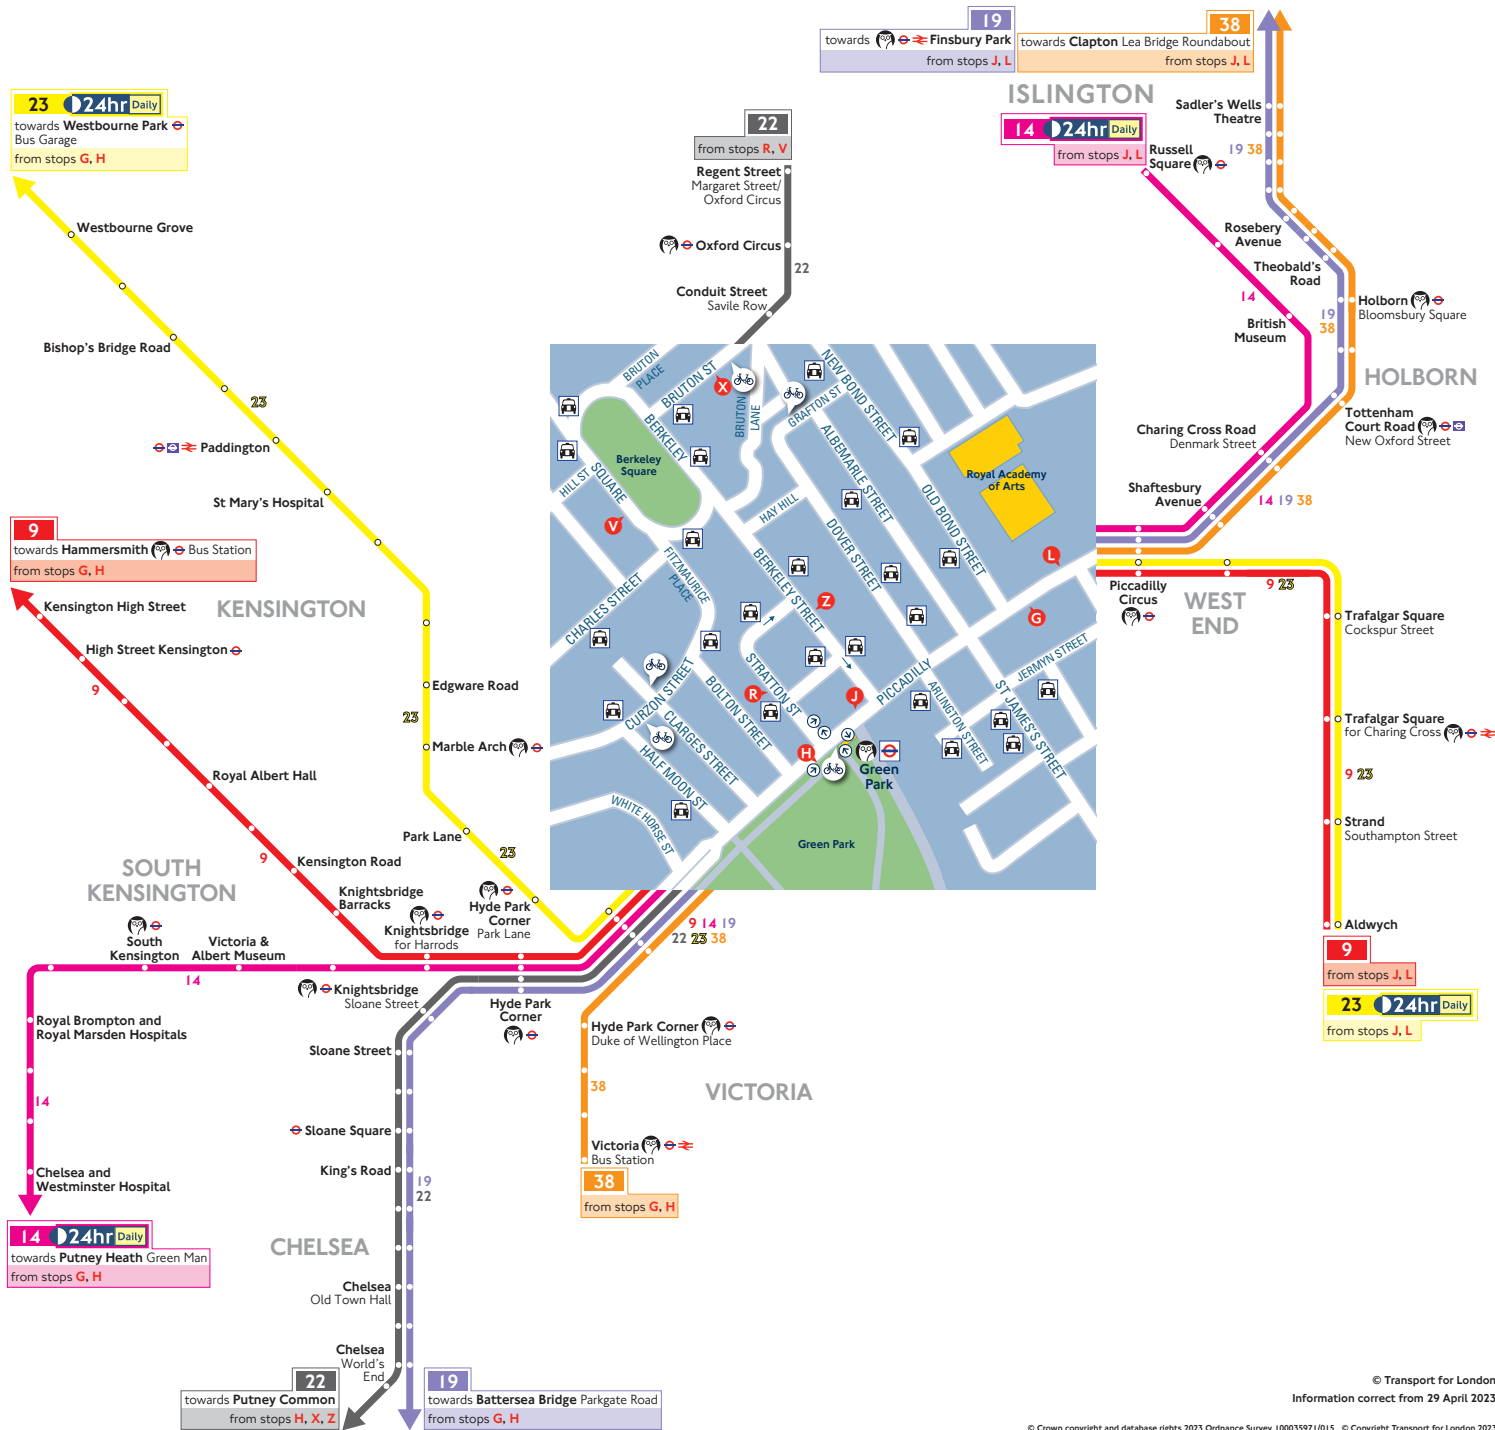 19
towards Finsbury Park
from stops J, L
38
towards Clapton Lea Bridge Roundabout
from stops J, L
ISLINGTON
23 24hr Daily
towards Westbourne Park
Bus Garage
from stops G, H
22
from stops R, V
Regent Street
Margaret Street/
Oxford Circus
Oxford Circus
22
Conduit Street
Savile Row
14 24hr Daily
from stops J, L
Russell
Square
Sadler's Wells
Theatre
19 38
Rosebery
Avenue
Theobald's
Road
14
19
38
Holborn
Bloomsbury Square
British
Museum
HOLBORN
Tottenham
Court Road
New Oxford Street
Charing Cross Road
Denmark Street
Shaftesbury
Avenue
14 19 38
Westbourne Grove
Bishop's Bridge Road
23
Paddington
St Mary's Hospital
9
towards Hammersmith Bus Station
from stops G, H
Kensington High Street
KENSINGTON
High Street Kensington
9
Edgware Road
23
Marble Arch
Royal Albert Hall
Park Lane
23
9
Kensington Road
SOUTH
KENSINGTON
Knightsbridge
Barracks
Knightsbridge
for Harrods
Hyde Park
Corner
Park Lane
BRUTON
PLACE
BRUTON ST
X
BRUTON
LANE
GRAFTON ST
NEW BOND STREET
BERKELEY
SQUARE
Berkeley
Square
HILL ST
ALBEMARLE STREET
Royal Academy
of Arts
OLD BOND STREET
HAY HILL
DOVER STREET
V
L
FITZMAURICE
PLACE
BERKELEY STREET
CHARLES STREET
Z
G
STRATTON ST
R
J
PICCADILLY
JERMYN STREET
ARLINGTON STREET
ST JAMES'S STREET
CURZON STREET
BOLTON STREET
CLARGES STREET
HALF MOON ST
WHITE HORSE ST
H
Green
Park
Green Park
Piccadilly
Circus
WEST
END
9 23
Trafalgar Square
Cockspur Street
Trafalgar Square
for Charing Cross
9 23
Strand
Southampton Street
Aldwych
9
from stops J, L
23 24hr Daily
from stops J, L
9 14 19
22 23 38
South
Kensington
Victoria &
Albert Museum
14
Knightsbridge
Sloane Street
Hyde Park
Corner
Royal Brompton and
Royal Marsden Hospitals
14
Chelsea and
Westminster Hospital
14 24hr Daily
towards Putney Heath Green Man
from stops G, H
Sloane Street
Sloane Square
King's Road
19
22
CHELSEA
Chelsea
Old Town Hall
Chelsea
World's
End
22
towards Putney Common
from stops H, X, Z
19
towards Battersea Bridge Parkgate Road
from stops G, H
Hyde Park Corner
Duke of Wellington Place
38
VICTORIA
Victoria
Bus Station
38
from stops G, H
© Transport for London
Information correct from 29 April 2023
© Crown copyright and database rights 2023 Ordnance Survey 100035971/015 © Copyright Transport for London 2023